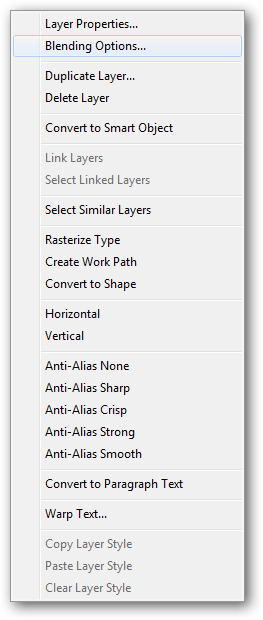 Layer Properties...
Blending Options...
Duplicate Layer...
Delete Layer
Convert to Smart Object
Link Layers
Select Linked Layers
Select Similar Layers
Rasterize Type
Create Work Path
Convert to Shape
Horizontal
Vertical
Anti-Alias None
Anti-Alias Sharp
Anti-Alias Crisp
Anti-Alias Strong
Anti-Alias Smooth
Convert to Paragraph Text
Warp Text...
Copy Layer Style
Paste Layer Style
Clear Layer Style